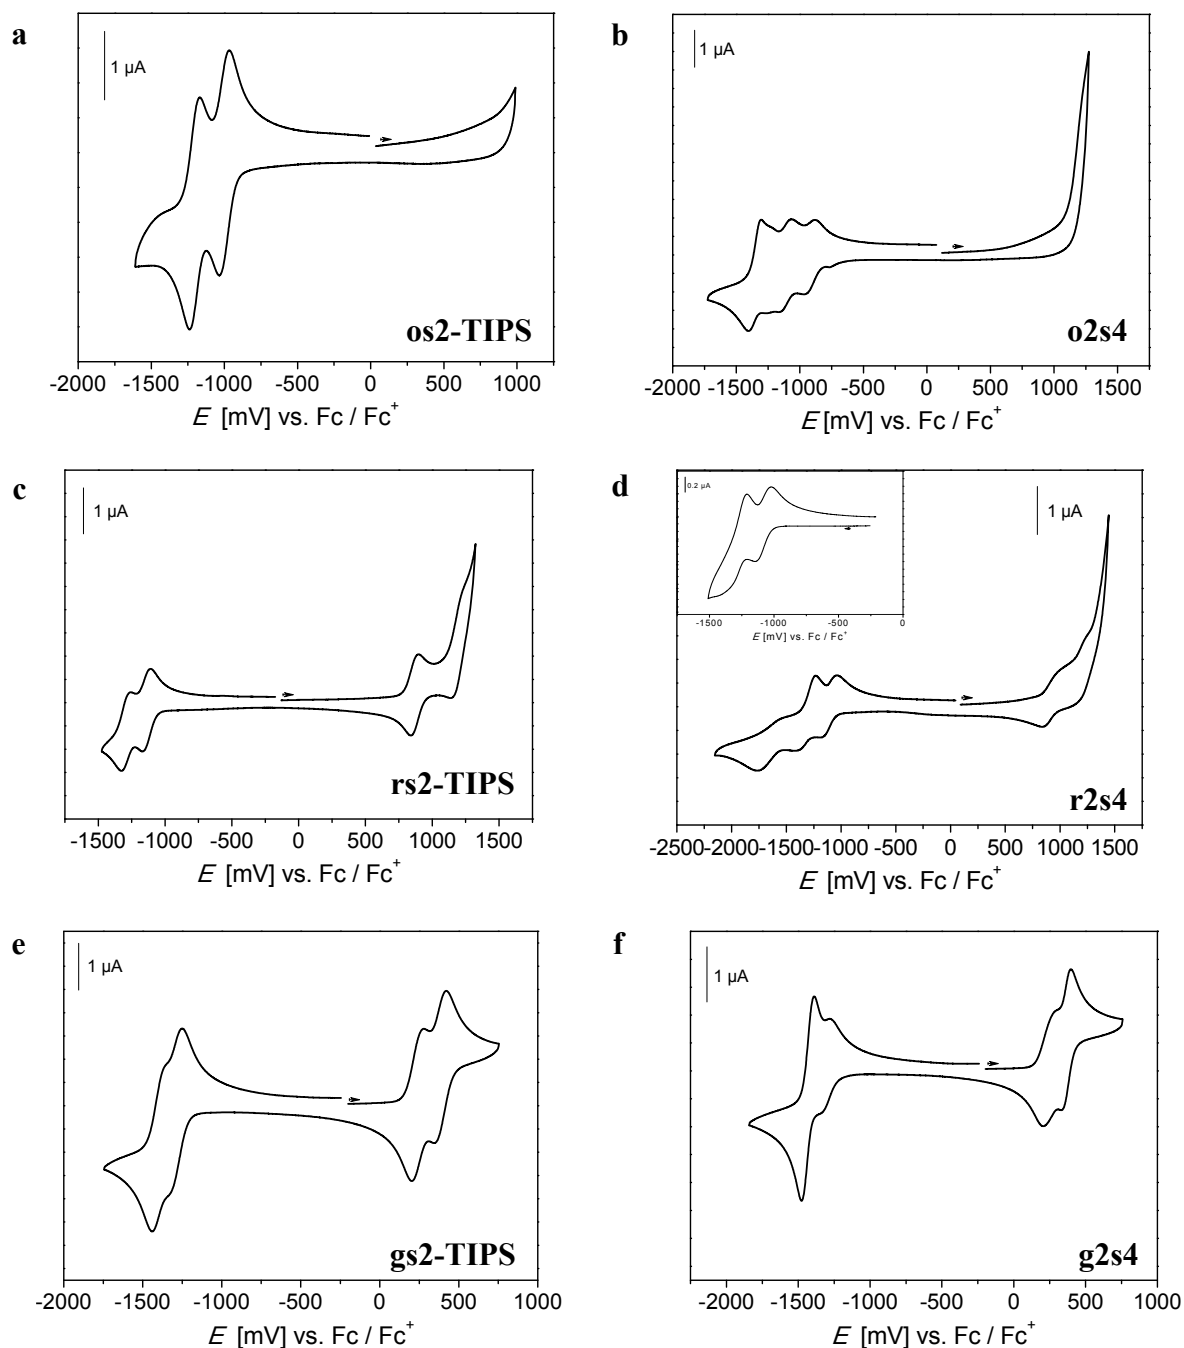 a
1 µA
os2-TIPS
-2000 -1500 -1000 -500 0 500 1000
E [mV] vs. Fc / Fc+
b
1 µA
o2s4
-2000 -1500 -1000 -500 0 500 1000 1500
E [mV] vs. Fc / Fc+
c
1 µA
rs2-TIPS
-1500 -1000 -500 0 500 1000 1500
E [mV] vs. Fc / Fc+
d
0.2 µA
1 µA
-1500 -1000 -500 0
E [mV] vs. Fc / Fc+
r2s4
-2500 -2000 -1500 -1000 -500 0 500 1000 1500
E [mV] vs. Fc / Fc+
e
1 µA
gs2-TIPS
-2000 -1500 -1000 -500 0 500 1000
E [mV] vs. Fc / Fc+
f
1 µA
g2s4
-2000 -1500 -1000 -500 0 500 1000
E [mV] vs. Fc / Fc+